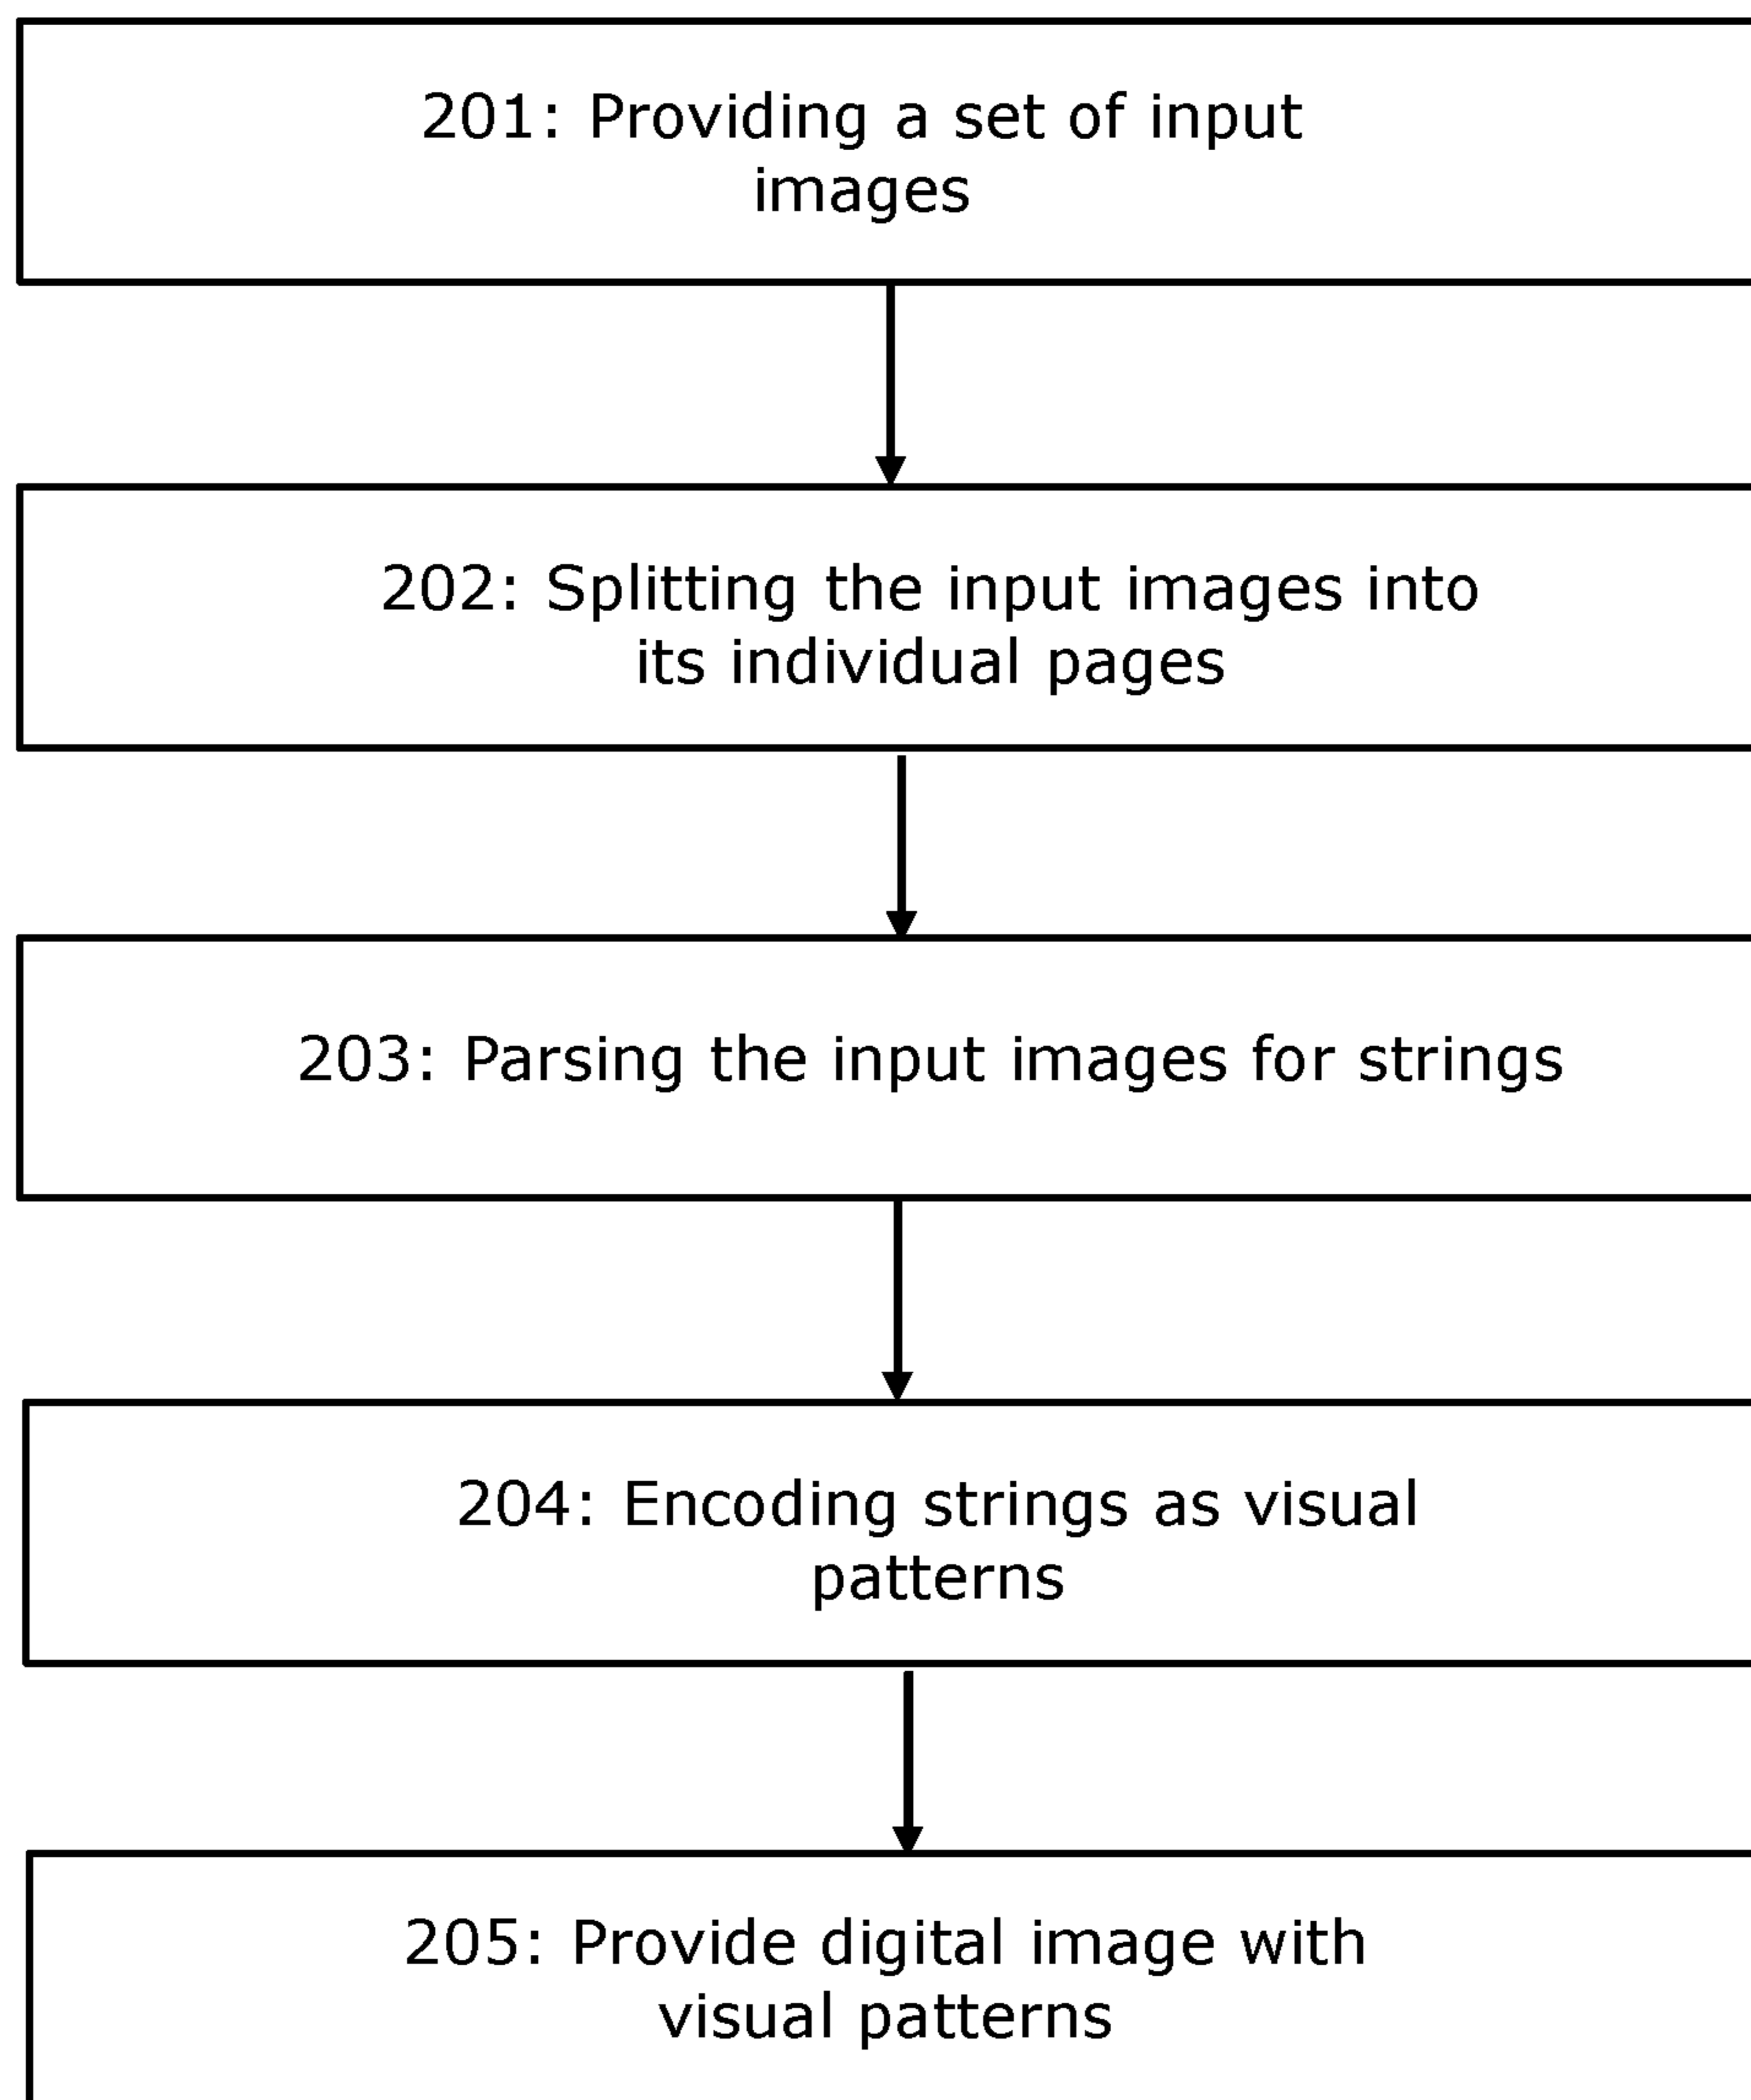 201: Providing a set of input
images
202: Splitting the input images into
its individual pages
203: Parsing the input images for strings
204: Encoding strings as visual
patterns
205: Provide digital image with
visual patterns